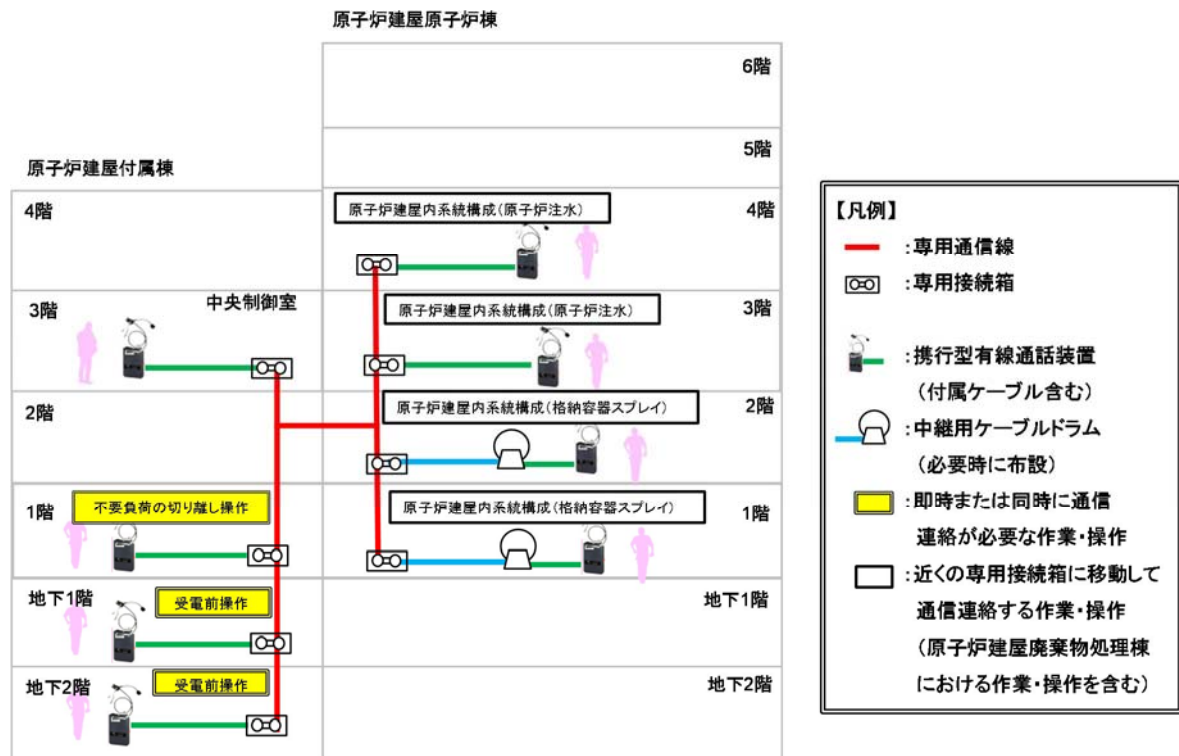 原子炉建屋原子炉棟
6階
5階
原子炉建屋付属棟
4階
原子炉建屋内系統構成(原子炉注水)
4階
3階
中央制御室
原子炉建屋内系統構成(原子炉注水)
3階
2階
原子炉建屋内系統構成(格納容器スプレイ)
2階
1階
不要負荷の切り離し操作
原子炉建屋内系統構成(格納容器スプレイ)
1階
地下1階
受電前操作
地下1階
地下2階
受電前操作
地下2階
【凡例】
:専用通信線
:専用接続箱
:携行型有線通話装置
(付属ケーブル含む)
:中継用ケーブルドラム
(必要時に布設)
:即時または同時に通信
連絡が必要な作業・操作
:近くの専用接続箱に移動して
通信連絡する作業・操作
(原子炉建屋廃棄物処理棟
における作業・操作を含む)